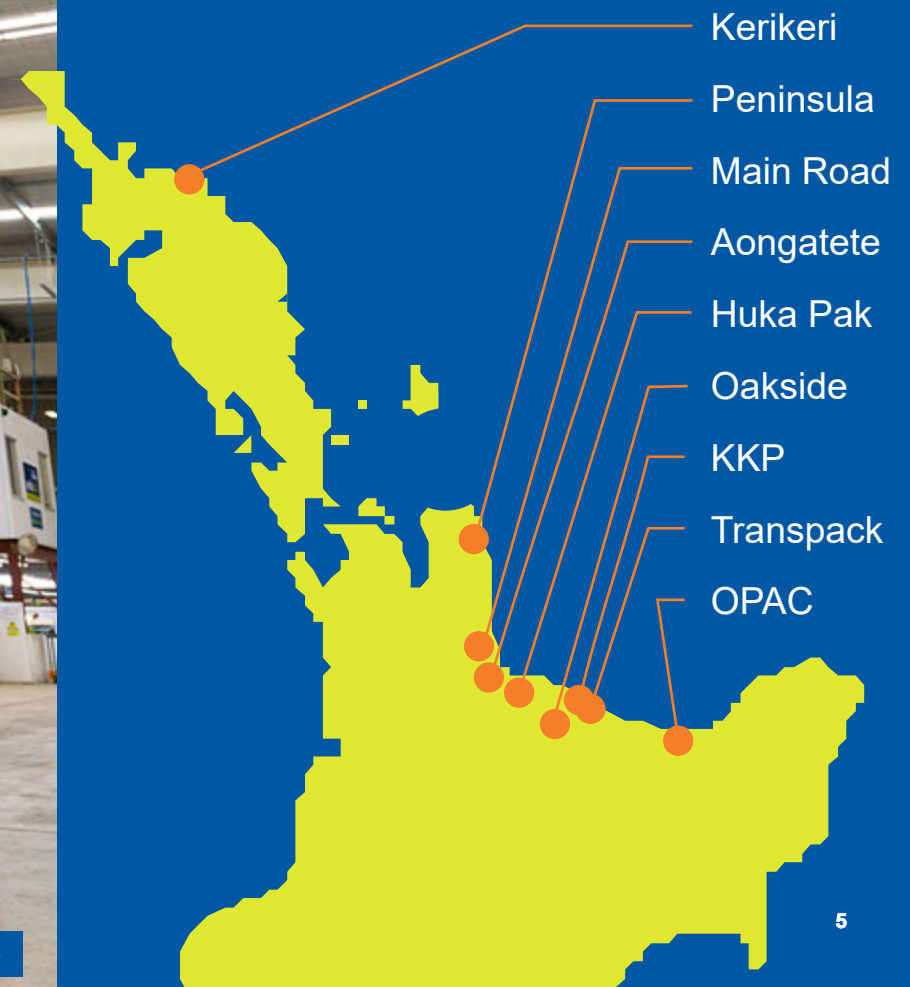 Kerikeri
Peninsula
Main Road
Aongatete
Huka Pak
Oakside
KKP
Transpack
OPAC
5